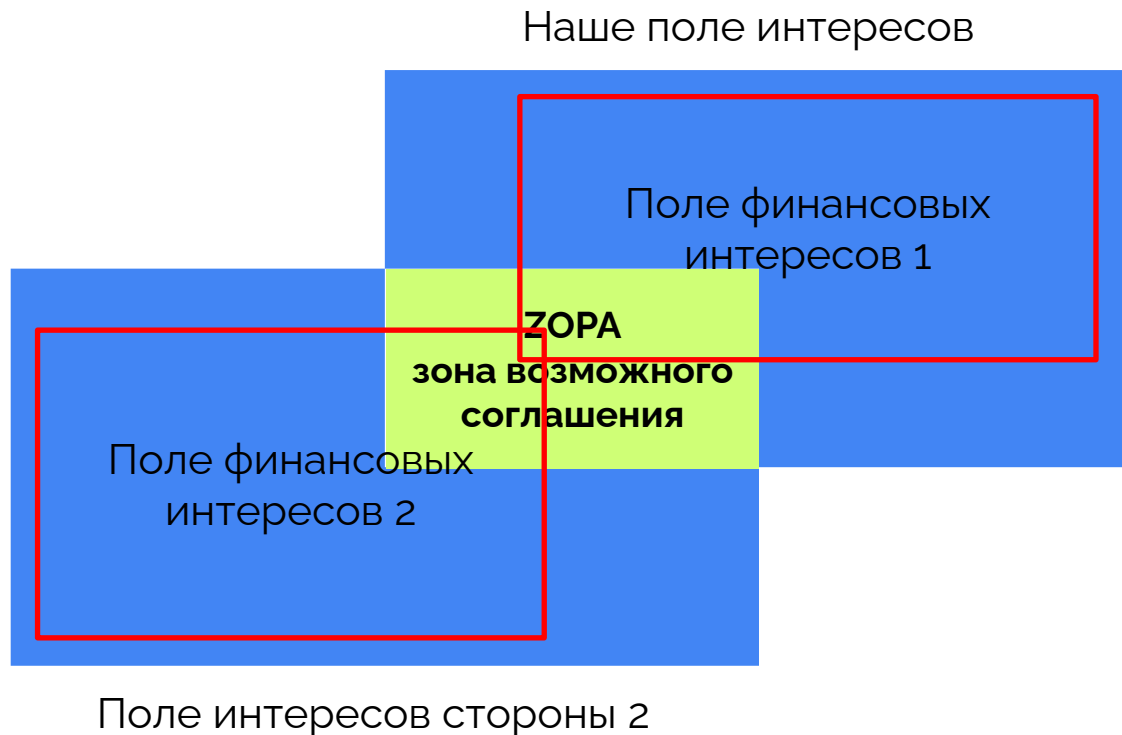 Наше поле интересов
Поле финансовых
интересов 1
ZOPA
зона возможного
соглашения
Поле финансовых
интересов 2
Поле интересов стороны 2